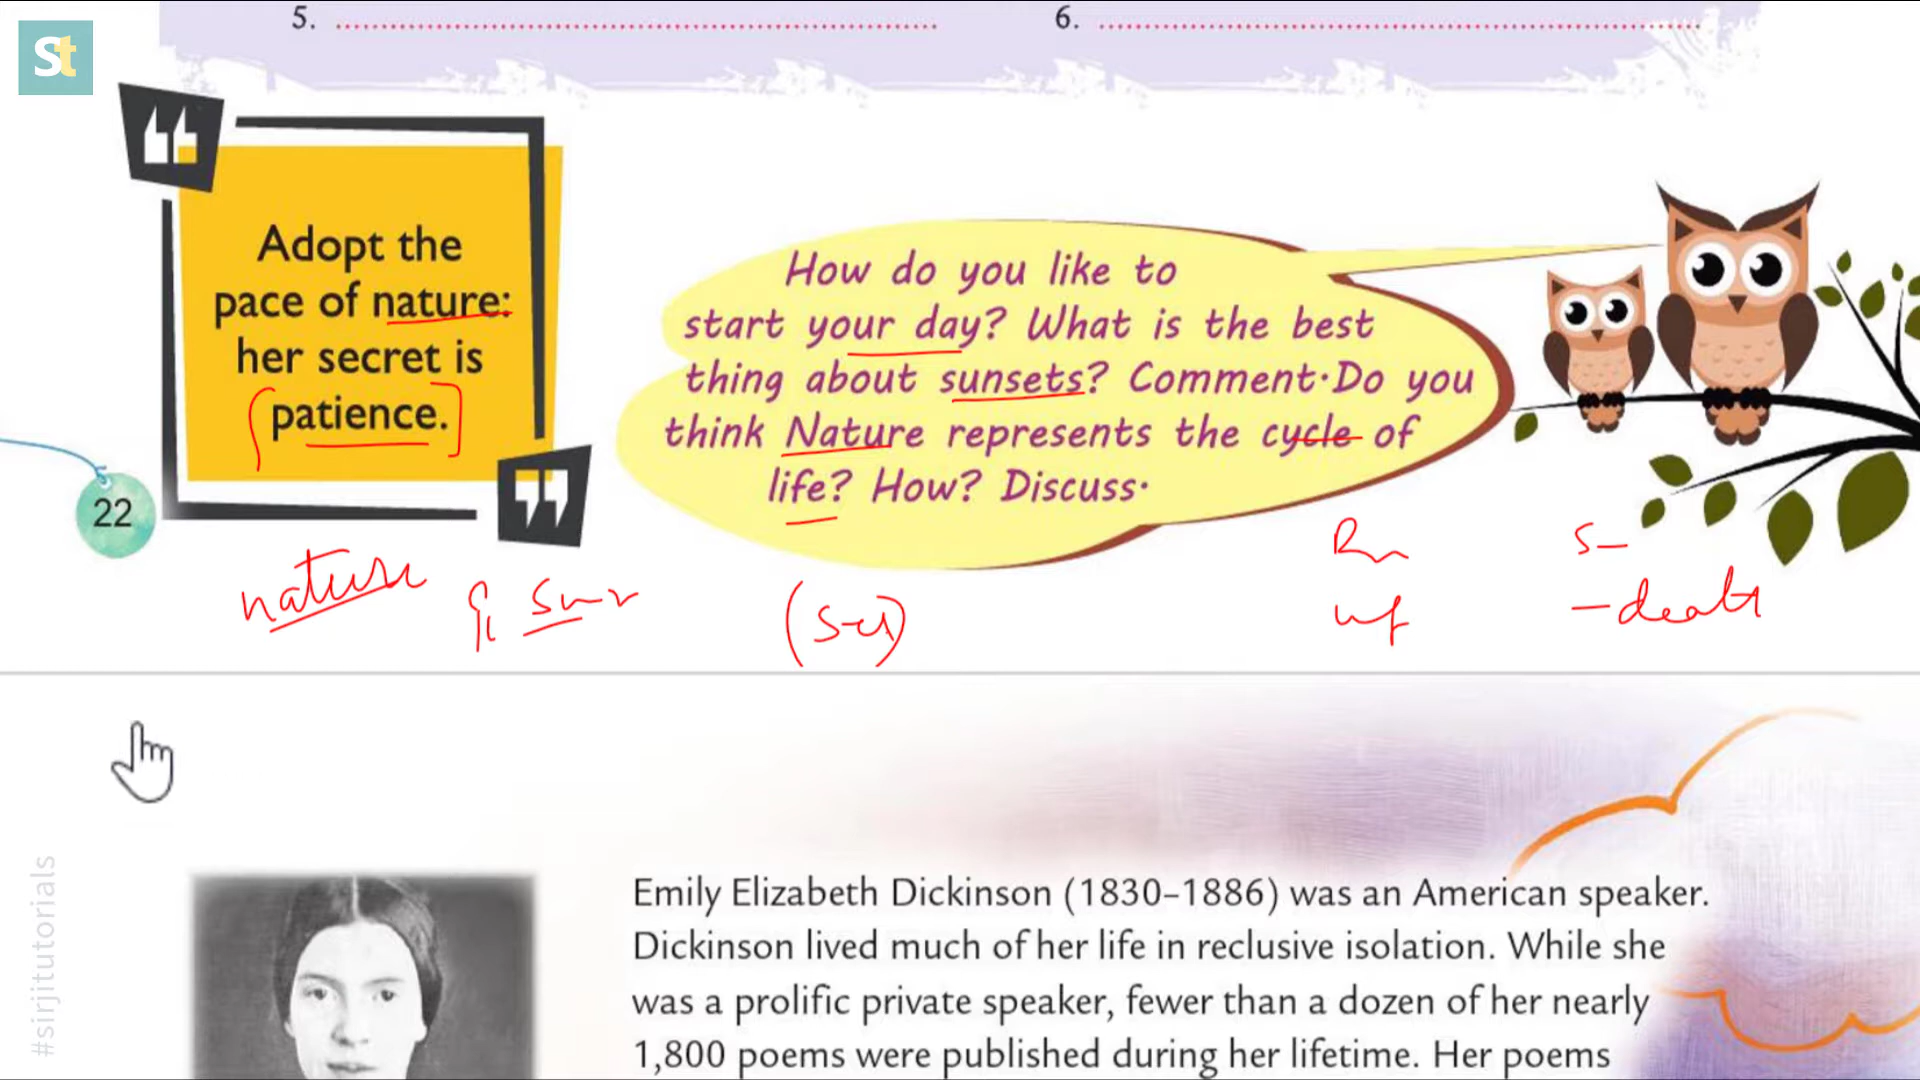 5. ........................................
6. ........................................
St
Adopt the
pace of nature:
her secret is
patience.
How do you like to
start your day? What is the best
thing about sunsets? Comment·Do you
think Nature represents the cycle of
life? How? Discuss·
22
nature
(Set)
S-
-death
#sirjitutorials
Emily Elizabeth Dickinson (1830–1886) was an American speaker.
Dickinson lived much of her life in reclusive isolation. While she
was a prolific private speaker, fewer than a dozen of her nearly
1,800 poems were published during her lifetime. Her poems